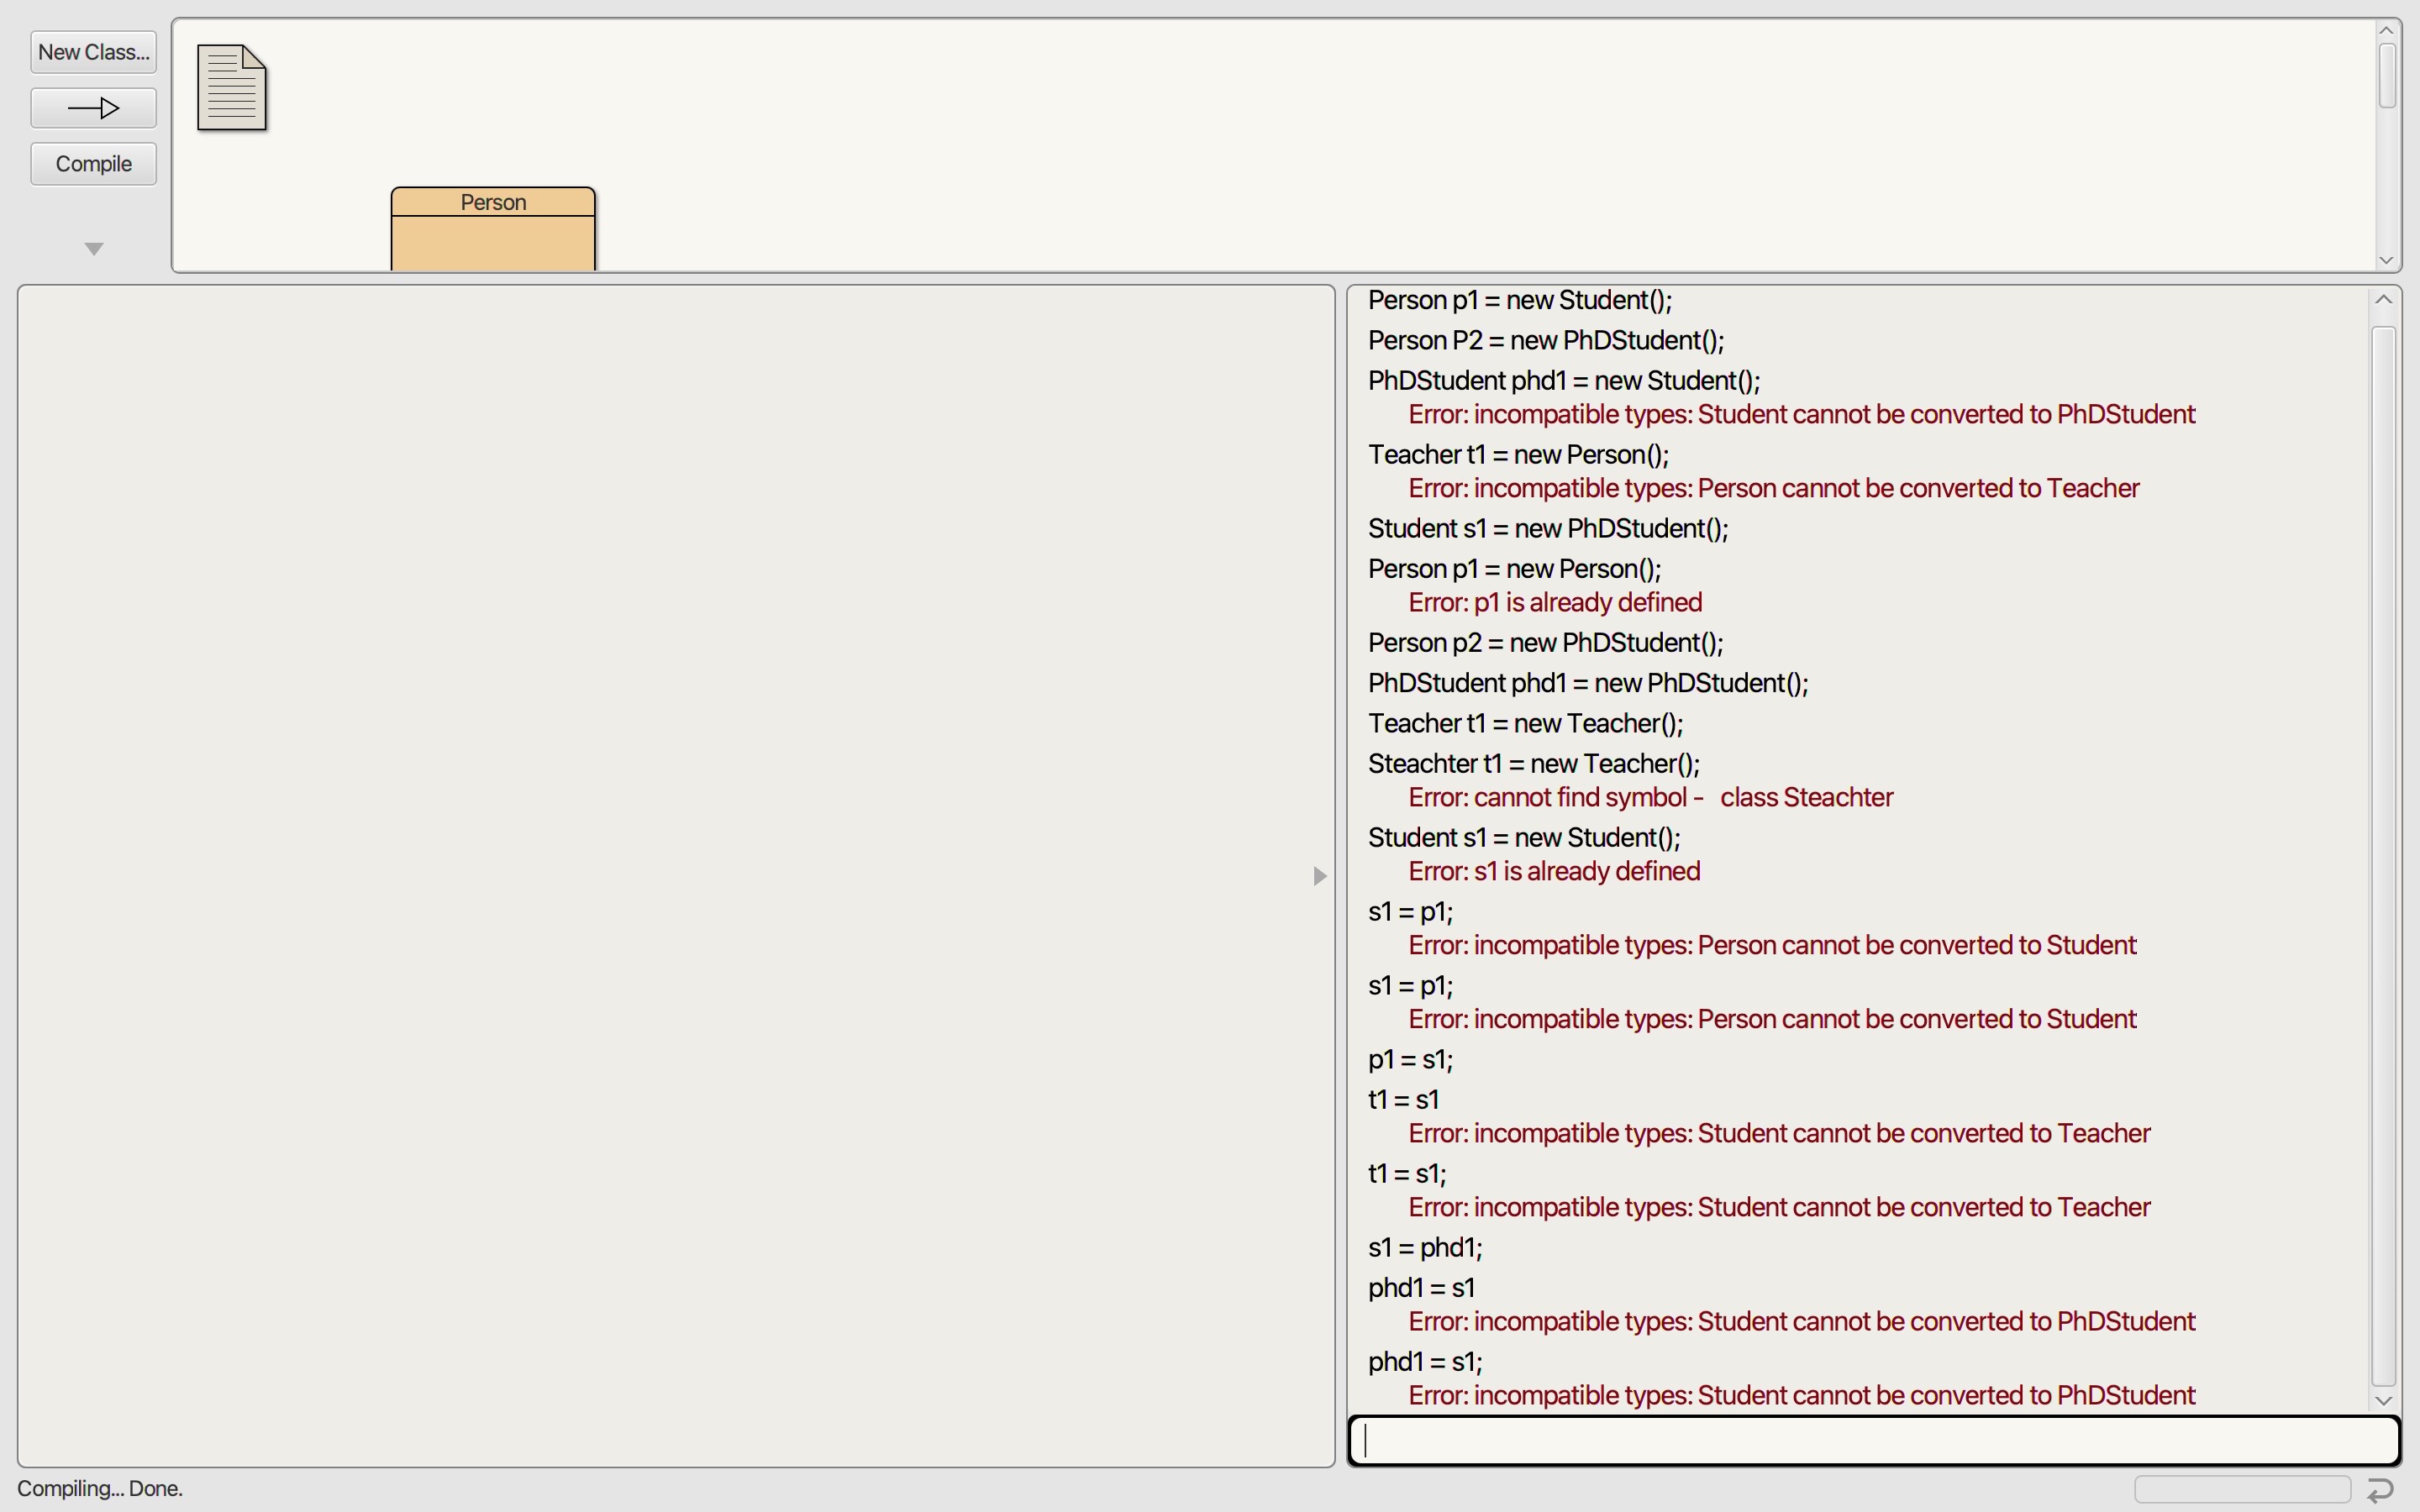 New Class...
Compile
Person
Person p1 = new Student();
Person P2 = new PhDStudent();
PhDStudent phd1 = new Student();
Error: incompatible types: Student cannot be converted to PhDStudent
Teacher t1 = new Person();
Error: incompatible types: Person cannot be converted to Teacher
Student s1 = new PhDStudent();
Person p1 = new Person();
Error: p1 is already defined
Person p2 = new PhDStudent();
PhDStudent phd1 = new PhDStudent();
Teacher t1 = new Teacher();
Steachter t1 = new Teacher();
Error: cannot find symbol -   class Steachter
Student s1 = new Student();
Error: s1 is already defined
s1 = p1;
Error: incompatible types: Person cannot be converted to Student
s1 = p1;
Error: incompatible types: Person cannot be converted to Student
p1 = s1;
t1 = s1
Error: incompatible types: Student cannot be converted to Teacher
t1 = s1;
Error: incompatible types: Student cannot be converted to Teacher
s1 = phd1;
phd1 = s1
Error: incompatible types: Student cannot be converted to PhDStudent
phd1 = s1;
Error: incompatible types: Student cannot be converted to PhDStudent
Compiling... Done.